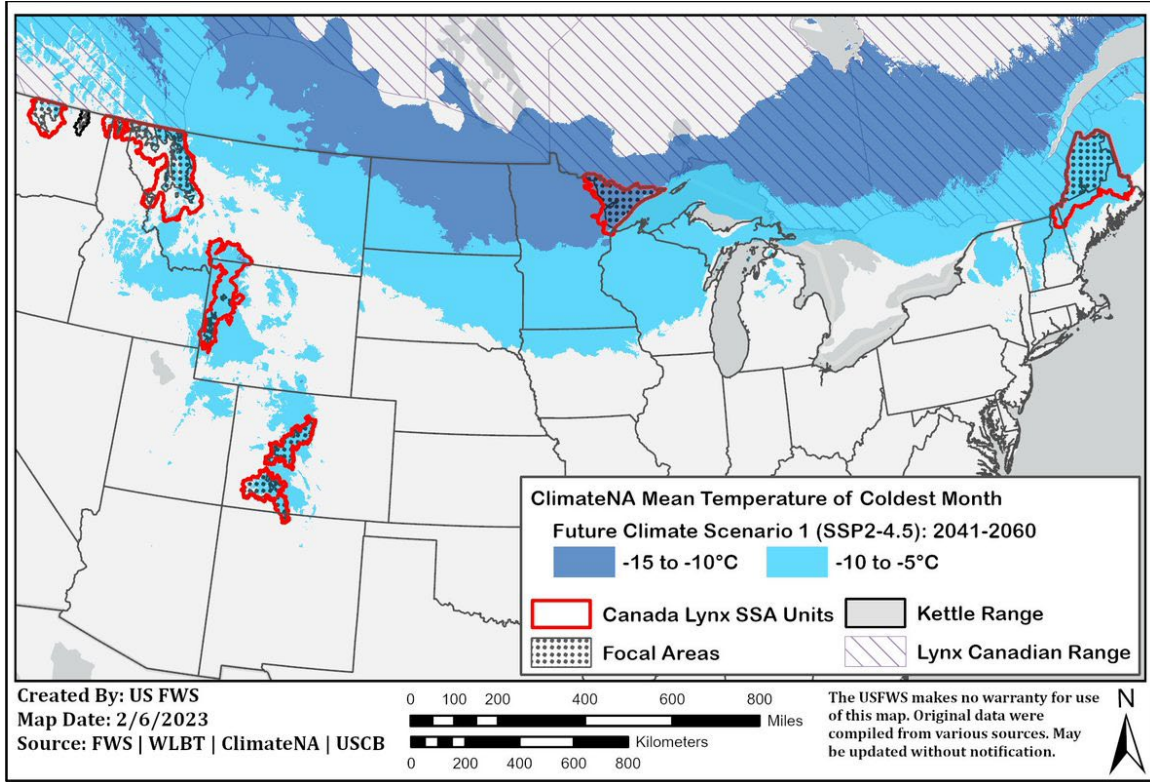 ClimateNA Mean Temperature of Coldest Month
Future Climate Scenario 1 (SSP2-4.5): 2041-2060
-15 to -10°C
-10 to -5°C
Canada Lynx SSA Units
Kettle Range
Focal Areas
Lynx Canadian Range
Created By: US FWS
Map Date: 2/6/2023
Source: FWS | WLBT | ClimateNA | USCB
0 100 200 400 600 800
Miles
Kilometers
0 200 400 600 800
The USFWS makes no warranty for use
of this map. Original data were
compiled from various sources. May
be updated without notification.
N